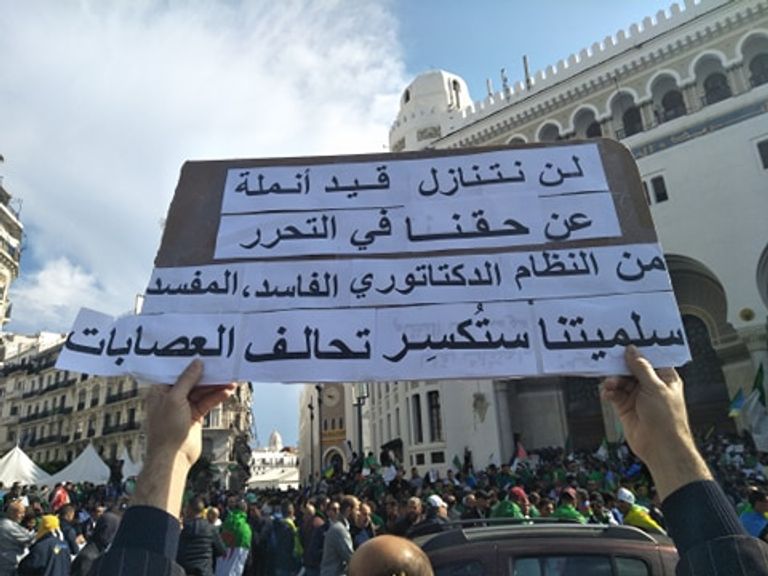 لن نتنازل قيد أنملة
عن حقنا في التحرر
من النظام الدكتاتوري الفاسد، المفسد
سلميتنا ستُكسِر تحالف العصابات